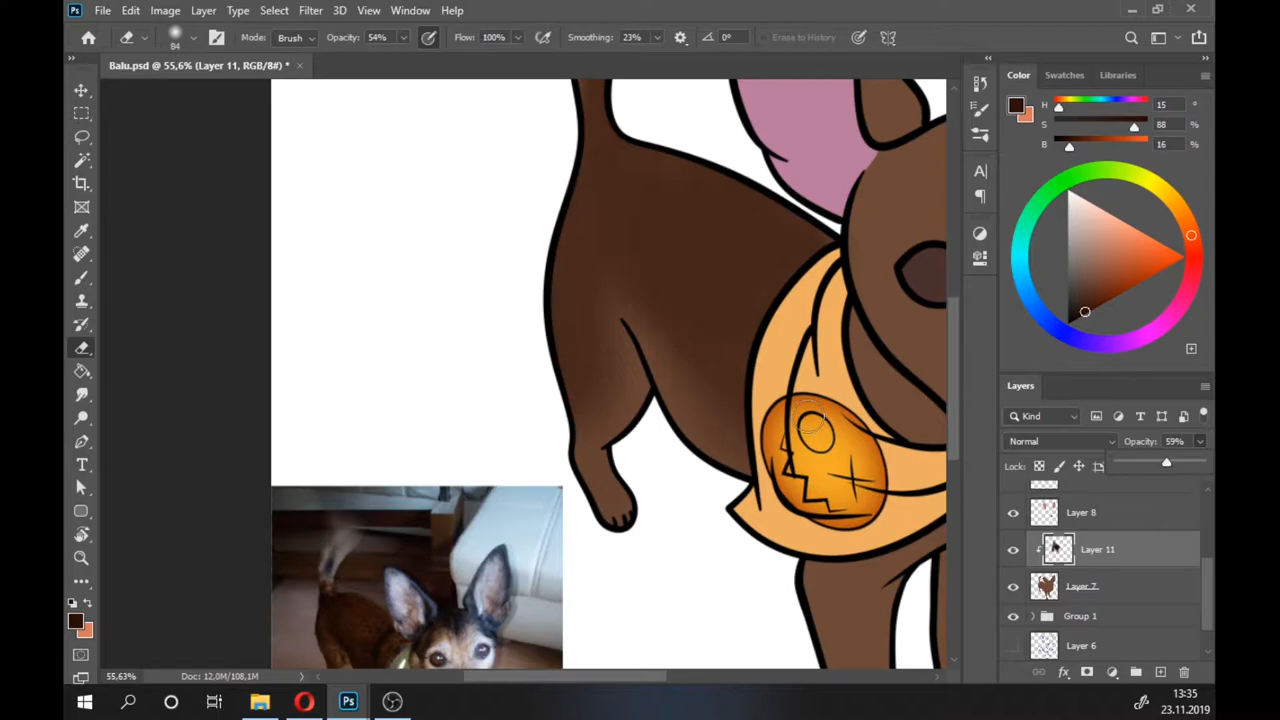 Ps File Edit Image Layer Type Select Filter 3D View Window Help
84 Mode: Brush Opacity: 54% Flow: 100% Smoothing: 23% 0° Erase to History
Balu.psd @ 55,6% (Layer 11, RGB/8#) * ×
Color Swatches Libraries
H 15 °
S 88 %
B 16 %
Layers
Kind
Normal Opacity: 59%
Lock:
Layer 8
Layer 11
Layer 7
Group 1
Layer 6
fx
55,63% Doc: 12,0M/108,1M
Ps
13:35
23.11.2019